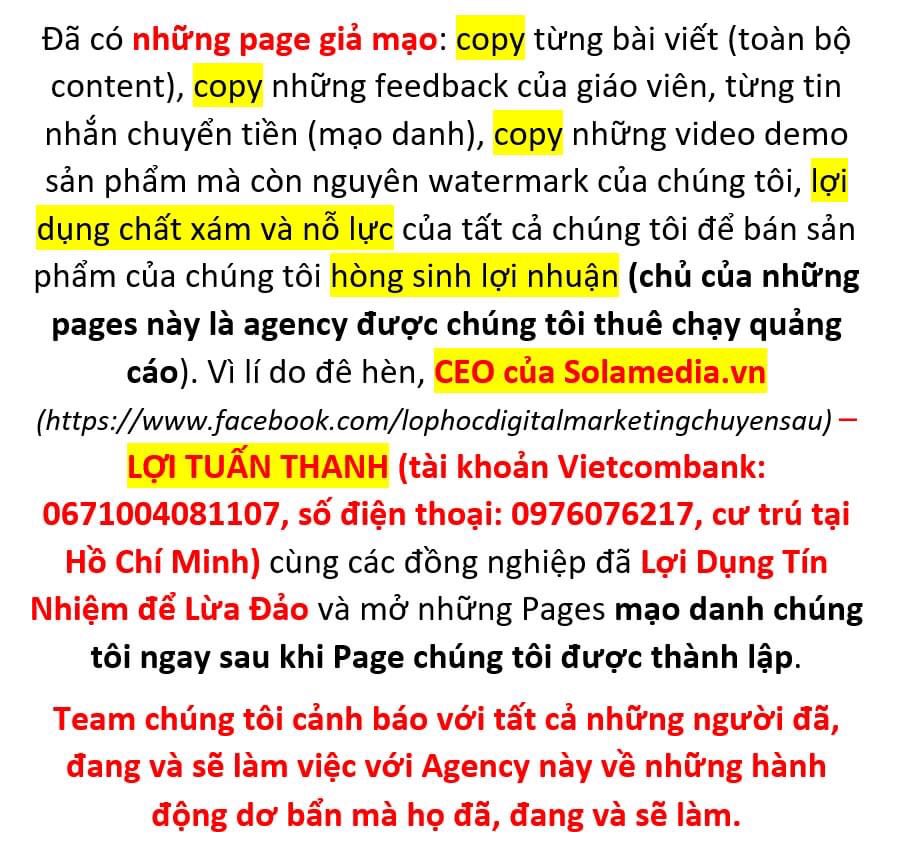 Đã có những page giả mạo: copy từng bài viết (toàn bộ
content), copy những feedback của giáo viên, từng tin
nhắn chuyển tiền (mạo danh), copy những video demo
sản phẩm mà còn nguyên watermark của chúng tôi, lợi
dụng chất xám và nỗ lực của tất cả chúng tôi để bán sản
phẩm của chúng tôi hòng sinh lợi nhuận (chủ của những
pages này là agency được chúng tôi thuê chạy quảng
cáo). Vì lí do đê hèn, CEO của Solamedia.vn
(https://www.facebook.com/lophocdigitalmarketingchuyensau) –
LỢI TUẤN THANH (tài khoản Vietcombank:
0671004081107, số điện thoại: 0976076217, cư trú tại
Hồ Chí Minh) cùng các đồng nghiệp đã Lợi Dụng Tín
Nhiệm để Lừa Đảo và mở những Pages mạo danh chúng
tôi ngay sau khi Page chúng tôi được thành lập.
Team chúng tôi cảnh báo với tất cả những người đã,
đang và sẽ làm việc với Agency này về những hành
động dơ bẩn mà họ đã, đang và sẽ làm.